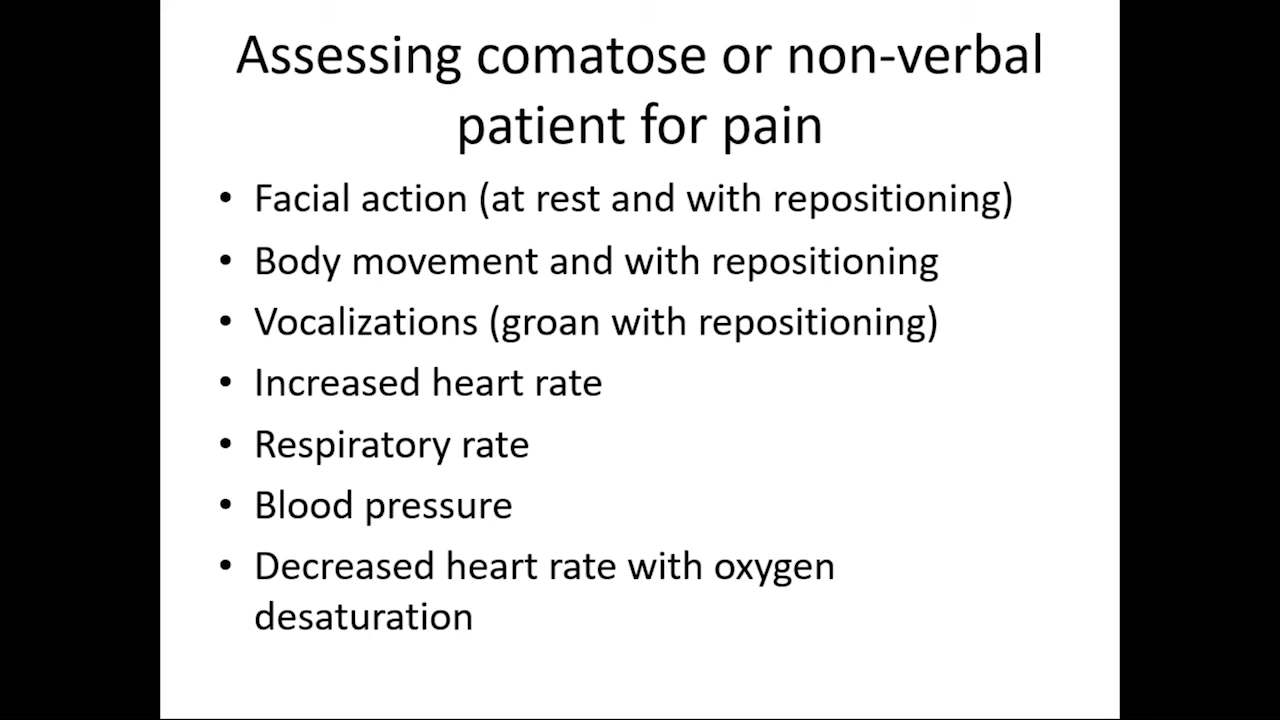 Assessing comatose or non-verbal
patient for pain
• Facial action (at rest and with repositioning)
• Body movement and with repositioning
• Vocalizations (groan with repositioning)
• Increased heart rate
• Respiratory rate
• Blood pressure
• Decreased heart rate with oxygen
desaturation